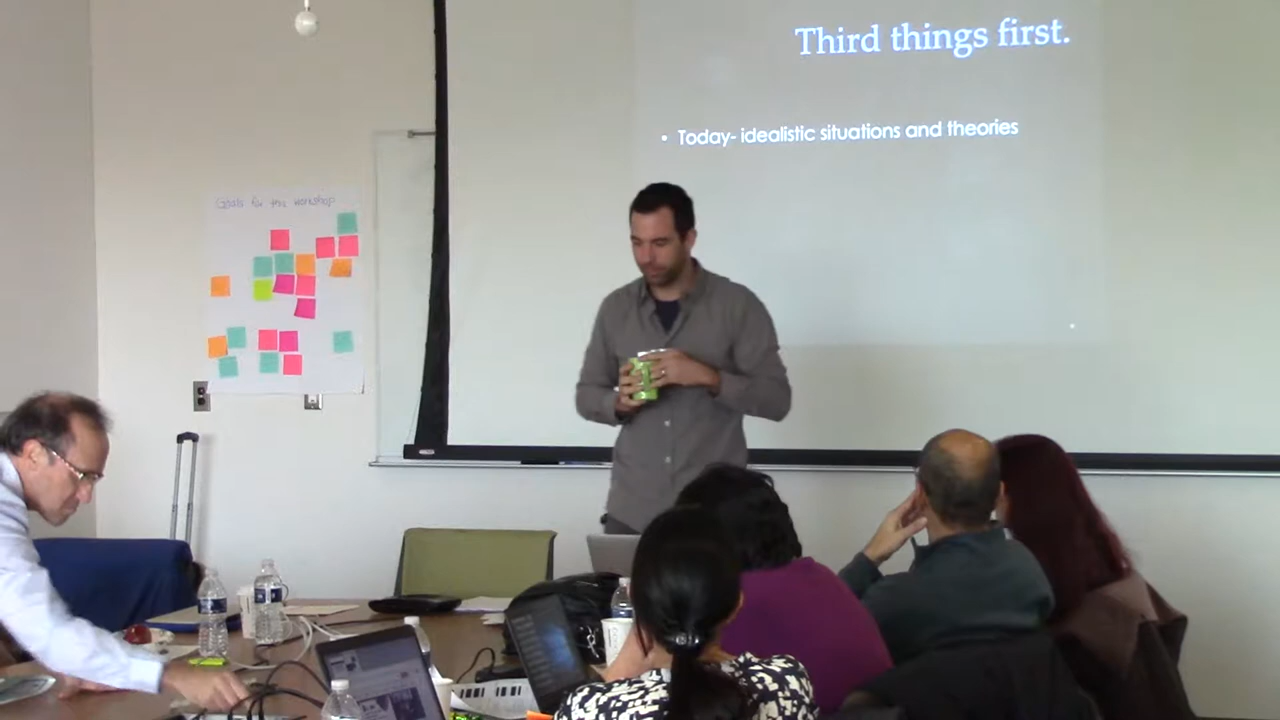 Third things first.
• Today- idealistic situations and theories
Goals for this workshop